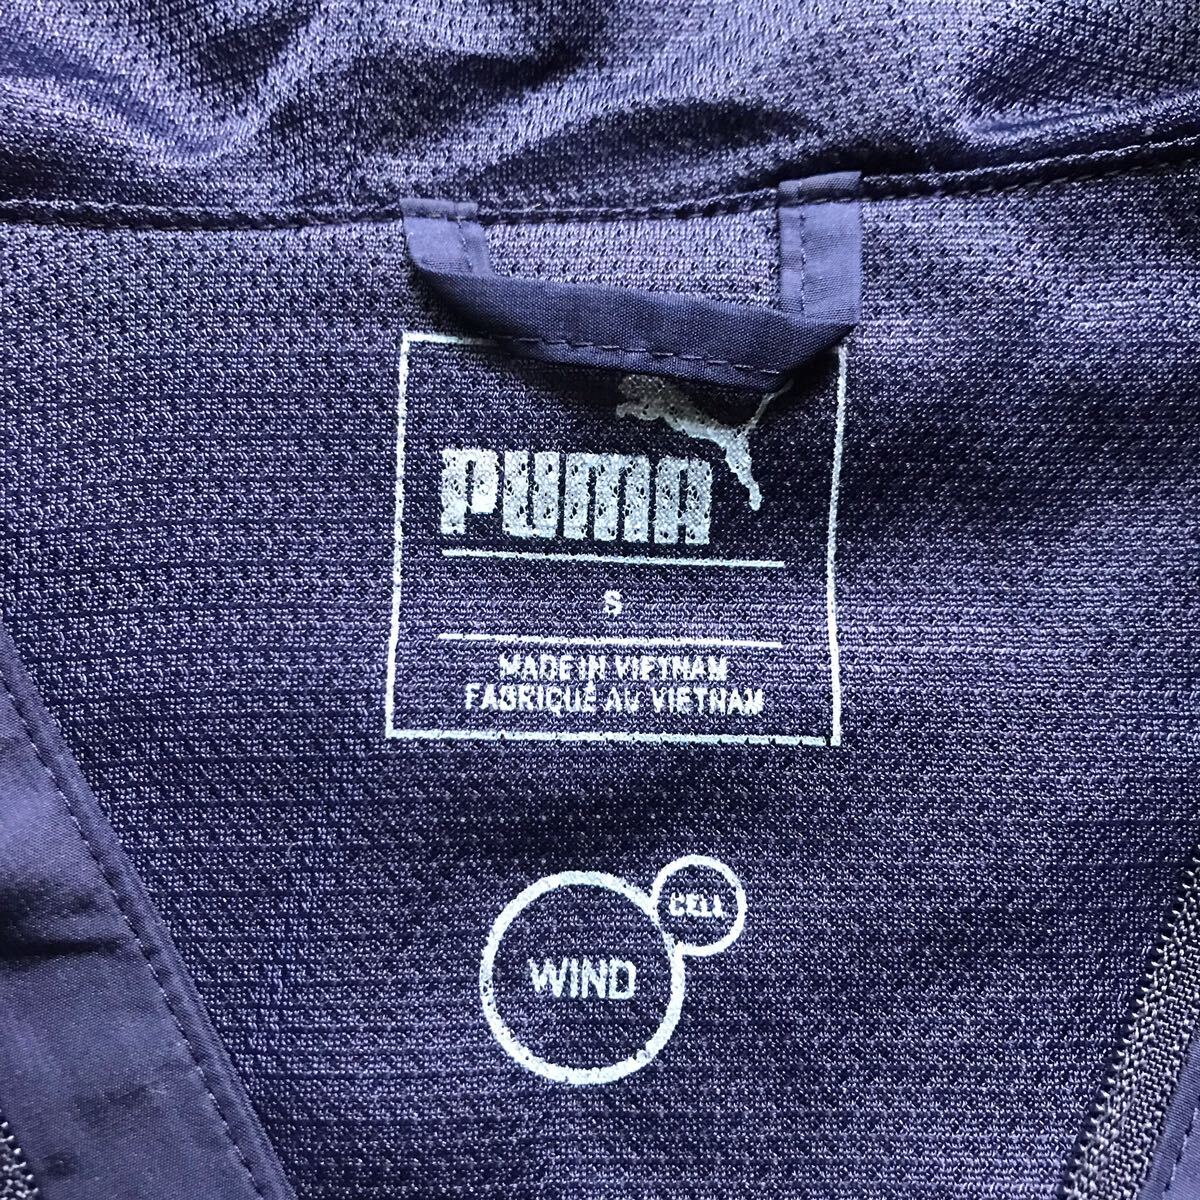 PUMA
S
MADE IN VIETNAM
FABRIQUÉ AU VIETNAM
CELL
WIND